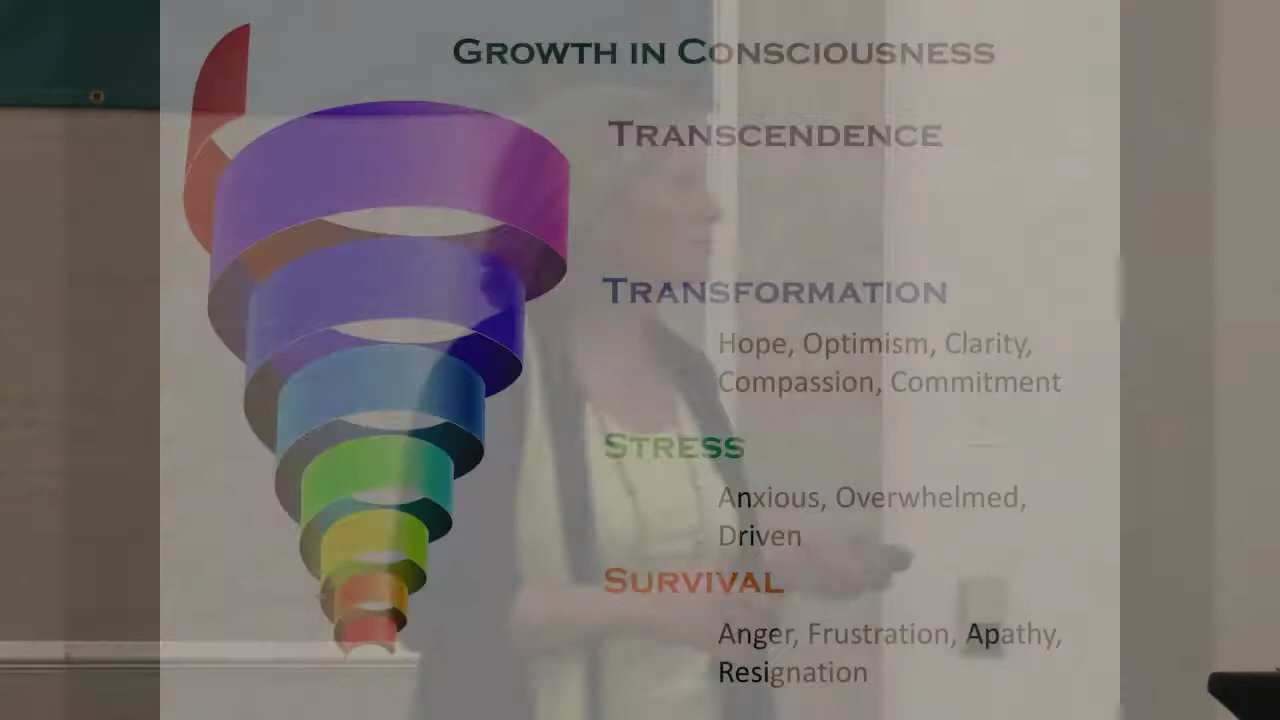 GROWTH IN CONSCIOUSNESS
TRANSCENDENCE
TRANSFORMATION
Hope, Optimism, Clarity,
Compassion, Commitment
STRESS
Anxious, Overwhelmed,
Driven
SURVIVAL
Anger, Frustration, Apathy,
Resignation